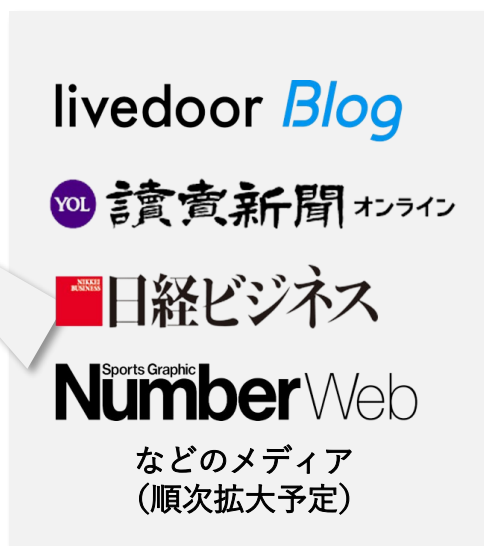 livedoor Blog
YOL 讀賣新聞 オンライン
NIKKEI
BUSINESS 日経ビジネス
Sports Graphic
Number Web
などのメディア
（順次拡大予定）